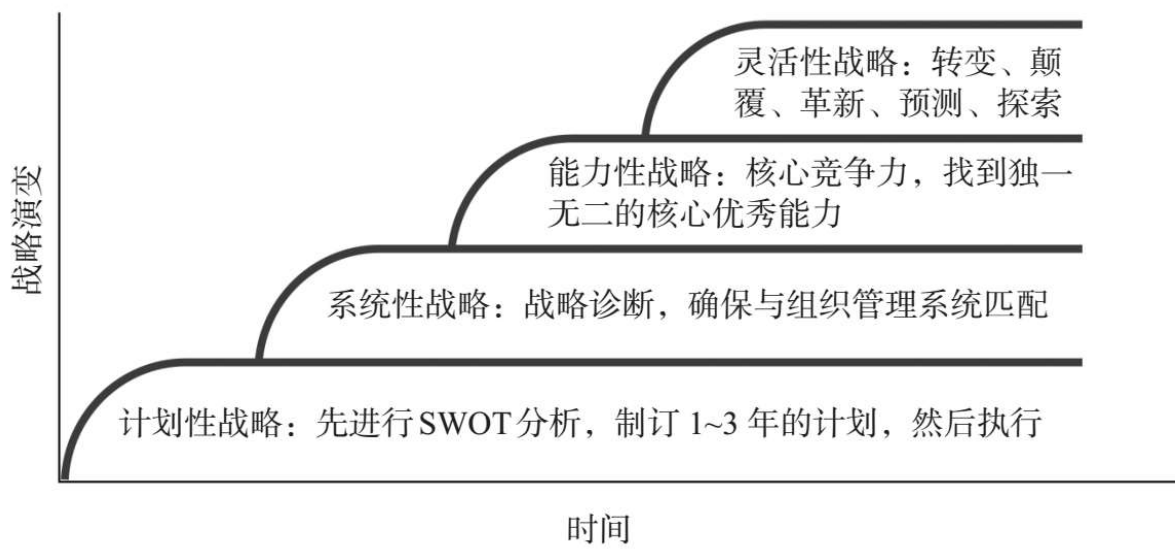 灵活性战略：转变、颠
覆、革新、预测、探索
能力性战略：核心竞争力，找到独一
无二的核心优秀能力
系统性战略：战略诊断，确保与组织管理系统匹配
计划性战略：先进行SWOT分析，制订 1~3 年的计划，然后执行
战略演变
时间